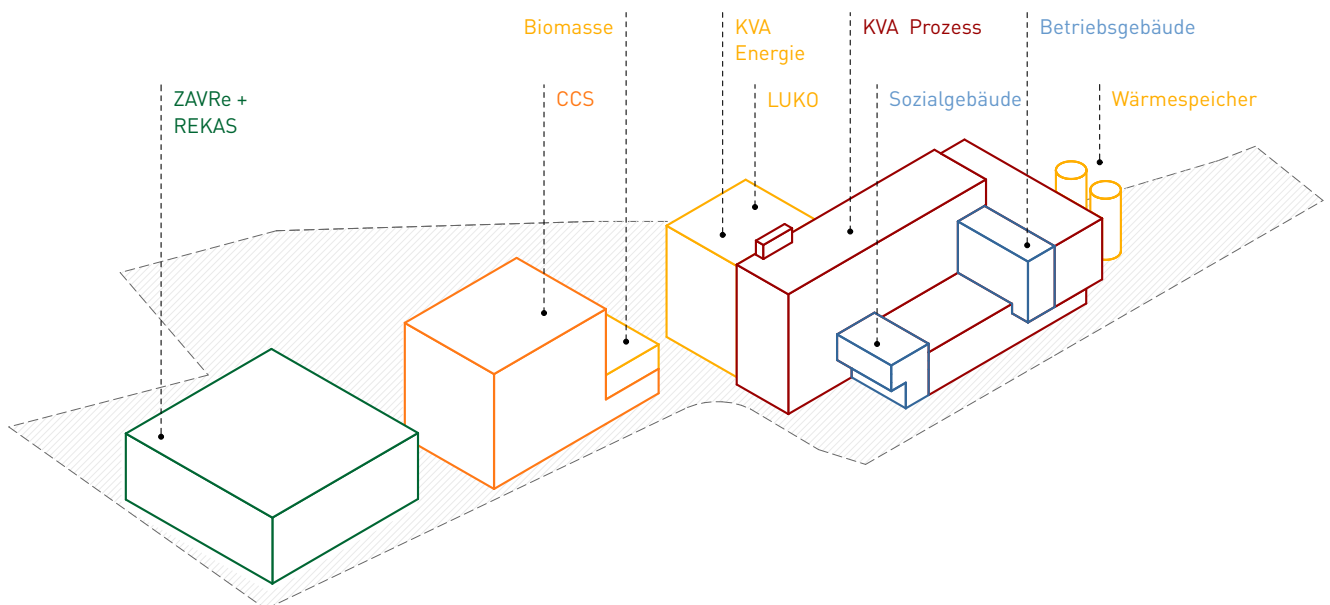 Biomasse
KVA
Energie
KVA Prozess
Betriebsgebäude
ZAVRe +
REKAS
CCS
LUKO
Sozialgebäude
Wärmespeicher